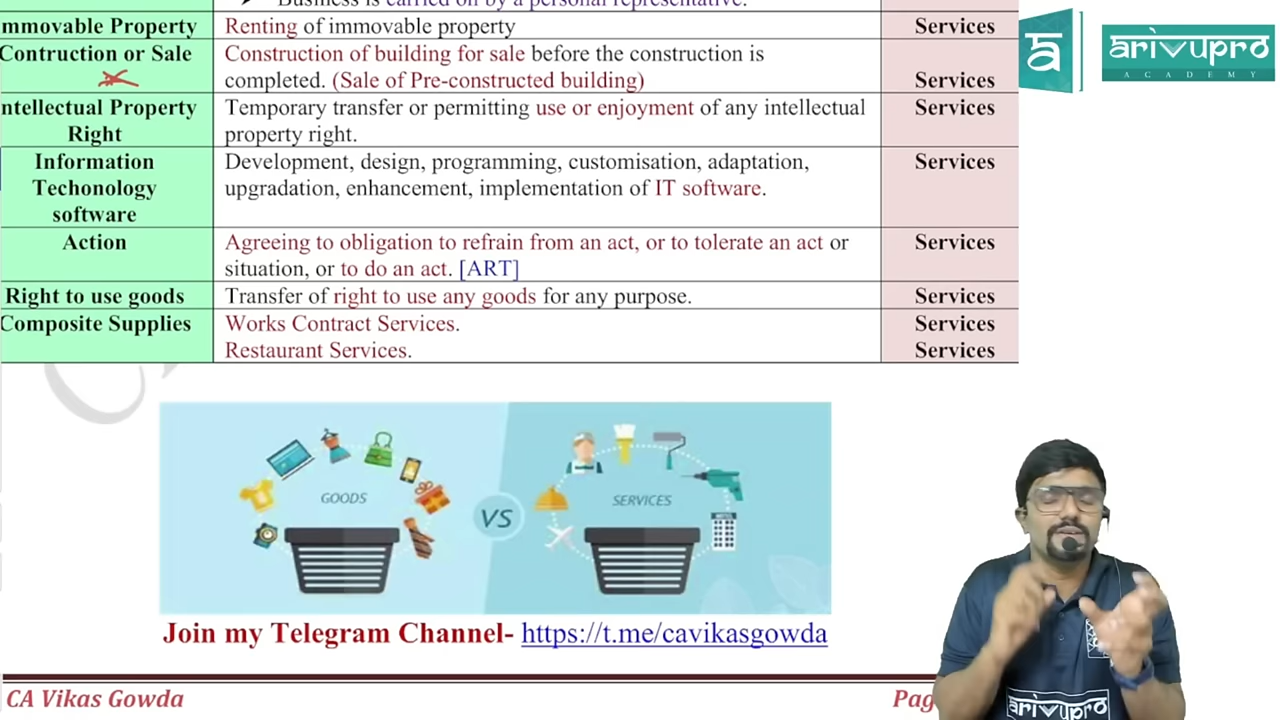 Business is carried on by a personal representative.
mmovable Property Renting of immovable property Services
Contruction or Sale Construction of building for sale before the construction is
completed. (Sale of Pre-constructed building) Services
ntellectual Property Temporary transfer or permitting use or enjoyment of any intellectual Services
Right property right.
Information Development, design, programming, customisation, adaptation, Services
Techonology upgradation, enhancement, implementation of IT software.
software
Action Agreeing to obligation to refrain from an act, or to tolerate an act or Services
situation, or to do an act. [ART]
Right to use goods Transfer of right to use any goods for any purpose. Services
Composite Supplies Works Contract Services. Services
Restaurant Services. Services
arivupro
ACADEMY
GOODS
VS
SERVICES
Join my Telegram Channel- https://t.me/cavikasgowda
CA Vikas Gowda
Pag
arivupro